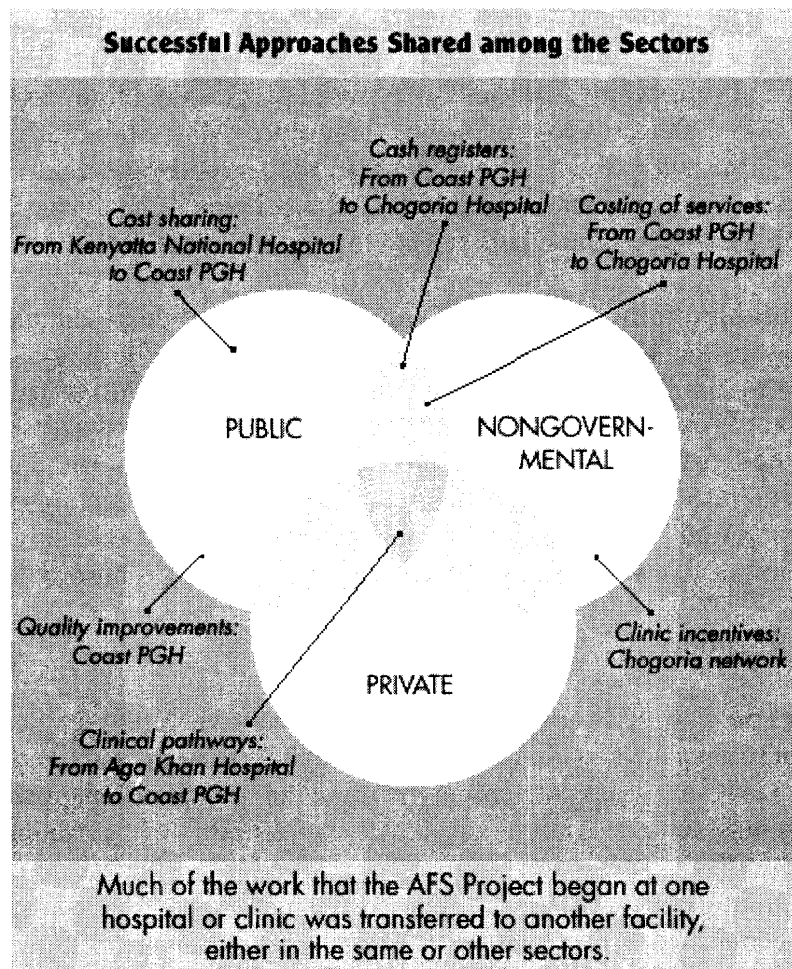 Successful Approaches Shared among the Sectors
Cash registers:
From Coast PGH
to Chogoria Hospital
Costing of services:
From Coast PGH
to Chogoria Hospital
Cost sharing:
From Kenyatta National Hospital
to Coast PGH
PUBLIC
NONGOVERN-
MENTAL
Quality improvements:
Coast PGH
Clinic incentives:
Chogoria network
PRIVATE
Clinical pathways:
From Aga Khan Hospital
to Coast PGH
Much of the work that the AFS Project began at one
hospital or clinic was transferred to another facility,
either in the same or other sectors.